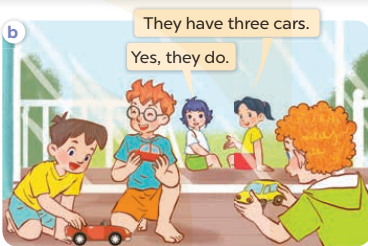 b
They have three cars.
Yes, they do.